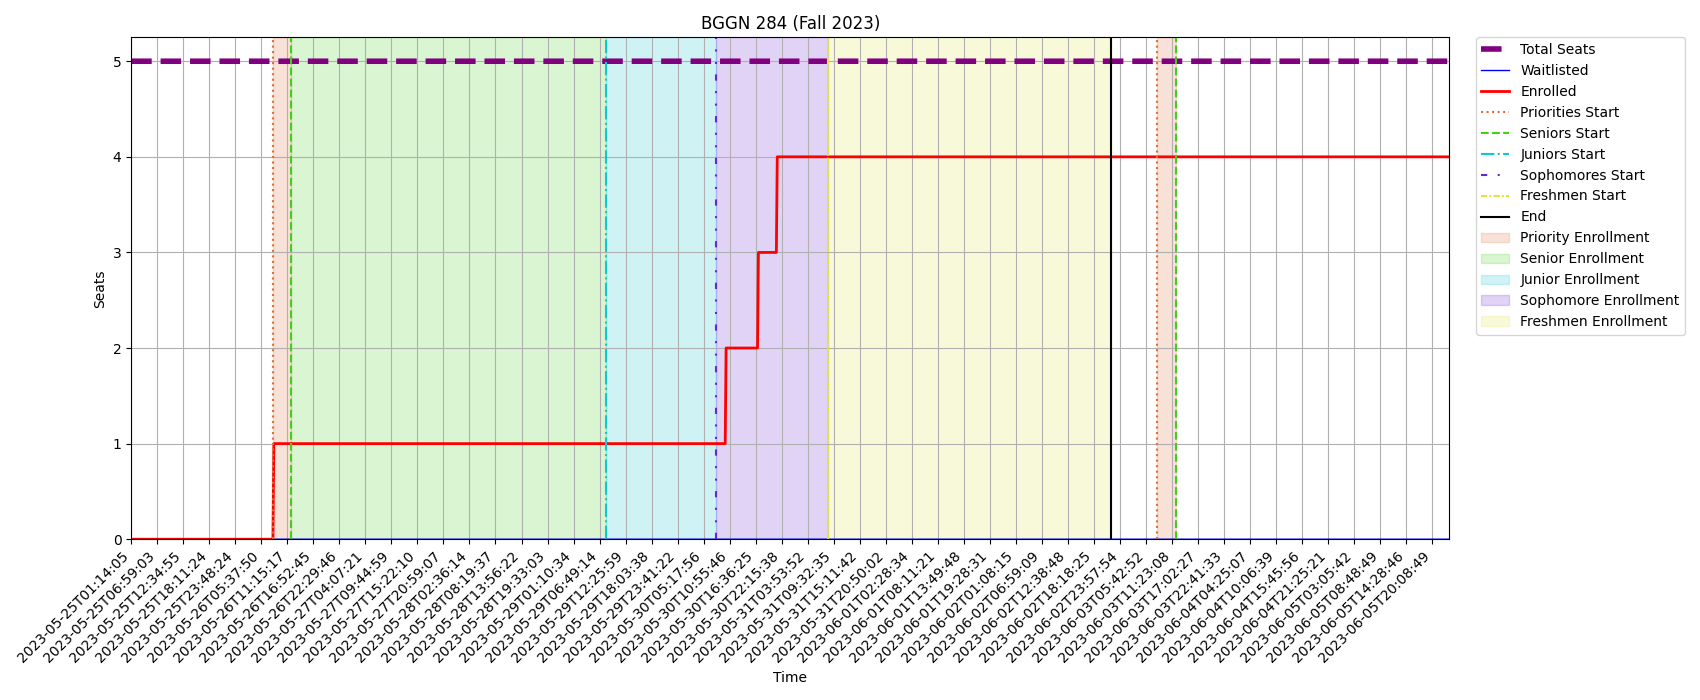 BGGN 284 (Fall 2023)
Seats
5
4
3
2
1
0
2023-05-25T01:14:05
2023-05-25T06:59:03
2023-05-25T12:34:55
2023-05-25T18:11:24
2023-05-25T23:48:24
2023-05-26T05:37:50
2023-05-26T11:15:17
2023-05-26T16:52:45
2023-05-26T22:29:46
2023-05-27T04:07:21
2023-05-27T09:44:59
2023-05-27T15:22:10
2023-05-27T20:59:07
2023-05-28T02:36:14
2023-05-28T08:19:37
2023-05-28T13:56:22
2023-05-28T19:33:03
2023-05-29T01:10:34
2023-05-29T06:49:14
2023-05-29T12:25:59
2023-05-29T18:03:38
2023-05-29T23:41:22
2023-05-30T05:17:56
2023-05-30T10:55:46
2023-05-30T16:36:25
2023-05-30T22:15:38
2023-05-31T03:53:52
2023-05-31T09:32:35
2023-05-31T15:11:42
2023-05-31T20:50:02
2023-06-01T02:28:34
2023-06-01T08:11:21
2023-06-01T13:49:48
2023-06-01T19:28:31
2023-06-02T01:08:15
2023-06-02T06:59:09
2023-06-02T12:38:48
2023-06-02T18:18:25
2023-06-02T23:57:54
2023-06-03T05:42:52
2023-06-03T11:23:08
2023-06-03T17:02:27
2023-06-03T22:41:33
2023-06-04T04:25:07
2023-06-04T10:06:39
2023-06-04T15:45:56
2023-06-04T21:25:21
2023-06-05T03:05:42
2023-06-05T08:48:49
2023-06-05T14:28:46
2023-06-05T20:08:49
Time
Total Seats
Waitlisted
Enrolled
Priorities Start
Seniors Start
Juniors Start
Sophomores Start
Freshmen Start
End
Priority Enrollment
Senior Enrollment
Junior Enrollment
Sophomore Enrollment
Freshmen Enrollment